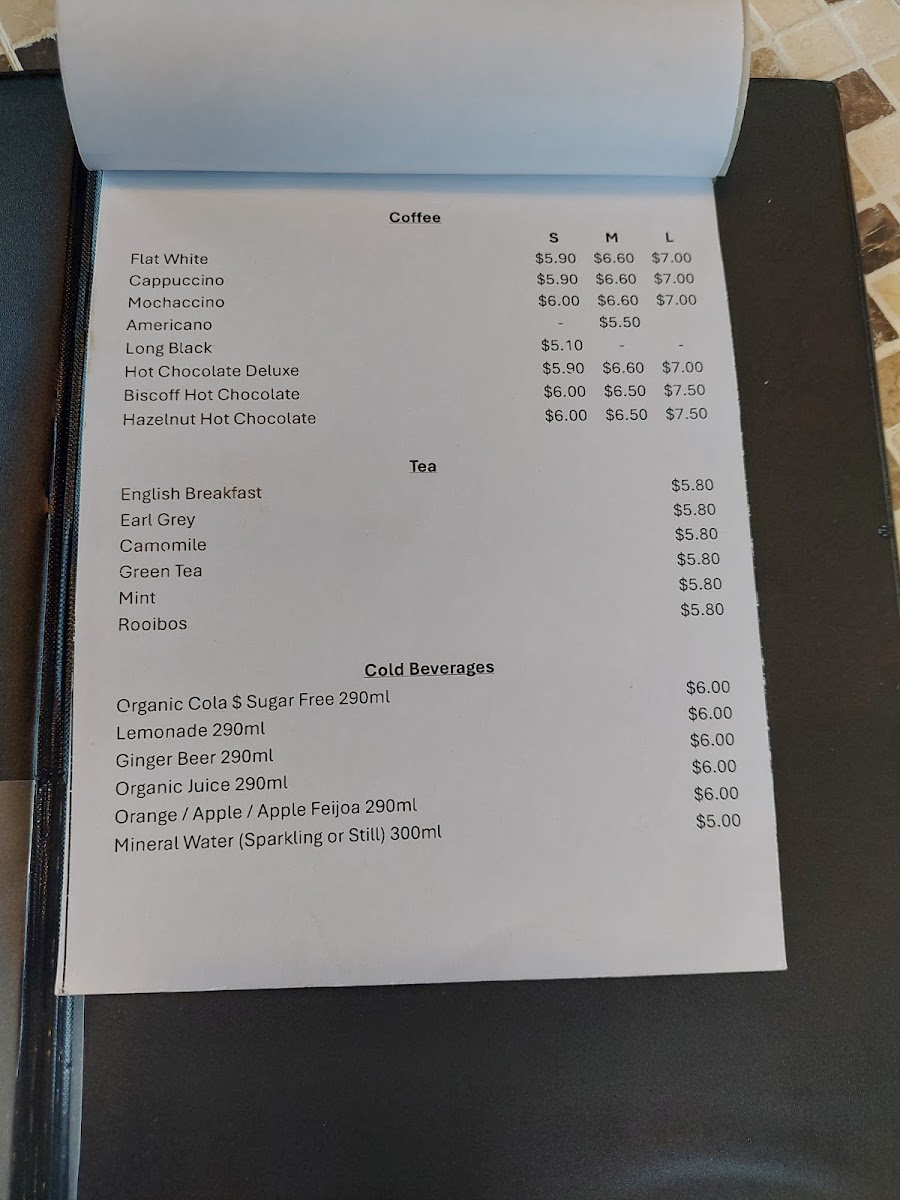 Coffee
S M L
Flat White $5.90 $6.60 $7.00
Cappuccino $5.90 $6.60 $7.00
Mochaccino $6.00 $6.60 $7.00
Americano - $5.50
Long Black $5.10 - -
Hot Chocolate Deluxe $5.90 $6.60 $7.00
Biscoff Hot Chocolate $6.00 $6.50 $7.50
Hazelnut Hot Chocolate $6.00 $6.50 $7.50
Tea
English Breakfast $5.80
Earl Grey $5.80
Camomile $5.80
Green Tea $5.80
Mint $5.80
Rooibos $5.80
Cold Beverages
Organic Cola $ Sugar Free 290ml $6.00
Lemonade 290ml $6.00
Ginger Beer 290ml $6.00
Organic Juice 290ml $6.00
Orange / Apple / Apple Feijoa 290ml $6.00
Mineral Water (Sparkling or Still) 300ml $5.00